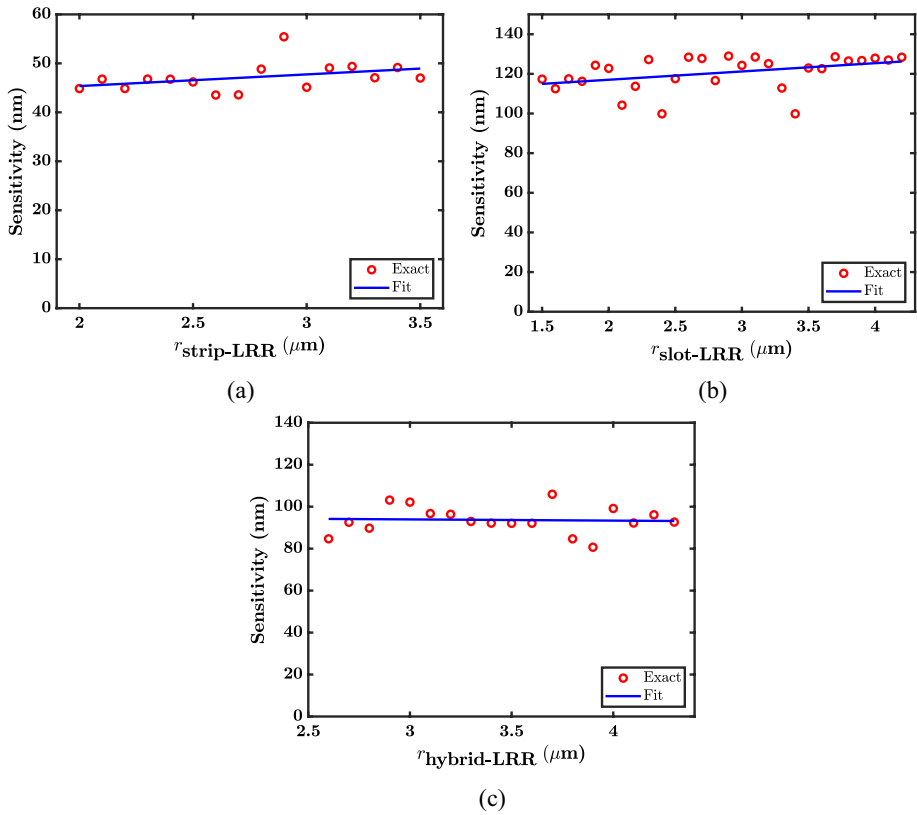 60
50
40
30
20
10
0
Sensitivity (nm)
Exact
Fit
2 2.5 3 3.5
r strip-LRR (μm)
(a)
140
120
100
80
60
40
20
0
Sensitivity (nm)
Exact
Fit
1.5 2 2.5 3 3.5 4
r slot-LRR (μm)
(b)
140
120
100
80
60
40
20
0
Sensitivity (nm)
Exact
Fit
2.5 3 3.5 4
r hybrid-LRR (μm)
(c)